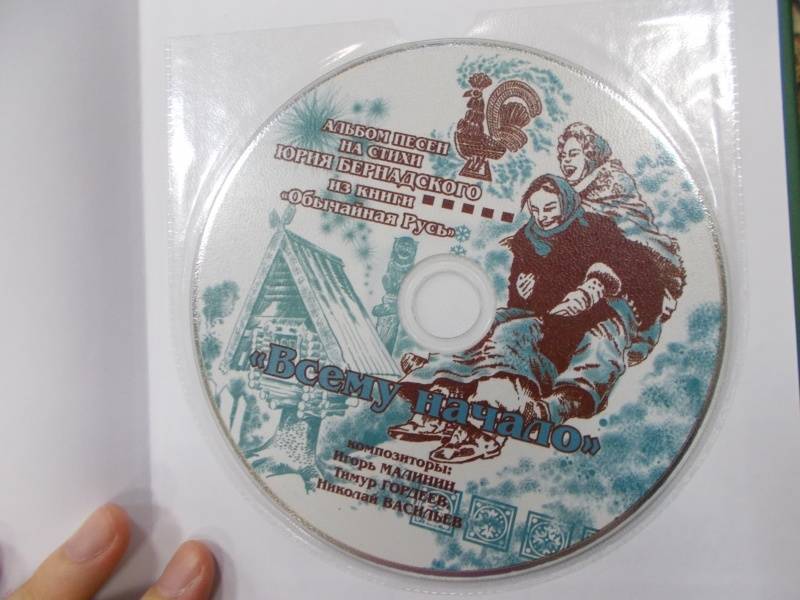 АЛЬБОМ ПЕСЕН
НА СТИХИ
ЮРИЯ БЕРНАДСКОГО
ИЗ КНИГИ
«Обычайная Русь»
«Всему начало»
композиторы:
Игорь МАЛИНИН,
Тимур ГОРДЕЕВ,
Николай ВАСИЛЬЕВ